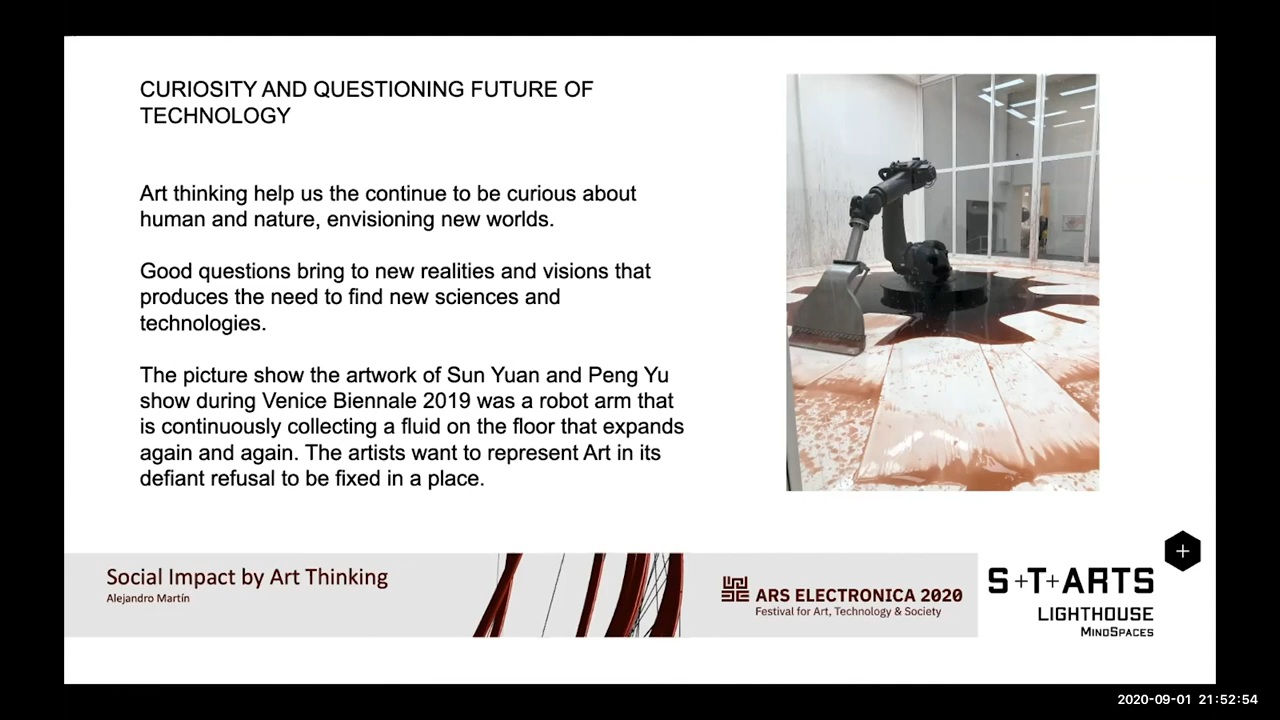 CURIOSITY AND QUESTIONING FUTURE OF
TECHNOLOGY
Art thinking help us the continue to be curious about
human and nature, envisioning new worlds.
Good questions bring to new realities and visions that
produces the need to find new sciences and
technologies.
The picture show the artwork of Sun Yuan and Peng Yu
show during Venice Biennale 2019 was a robot arm that
is continuously collecting a fluid on the floor that expands
again and again. The artists want to represent Art in its
defiant refusal to be fixed in a place.
Social Impact by Art Thinking
Alejandro Martín
ARS ELECTRONICA 2020
Festival for Art, Technology & Society
S+T+ARTS
LIGHTHOUSE
MINDSPACES
2020-09-01 21:52:54